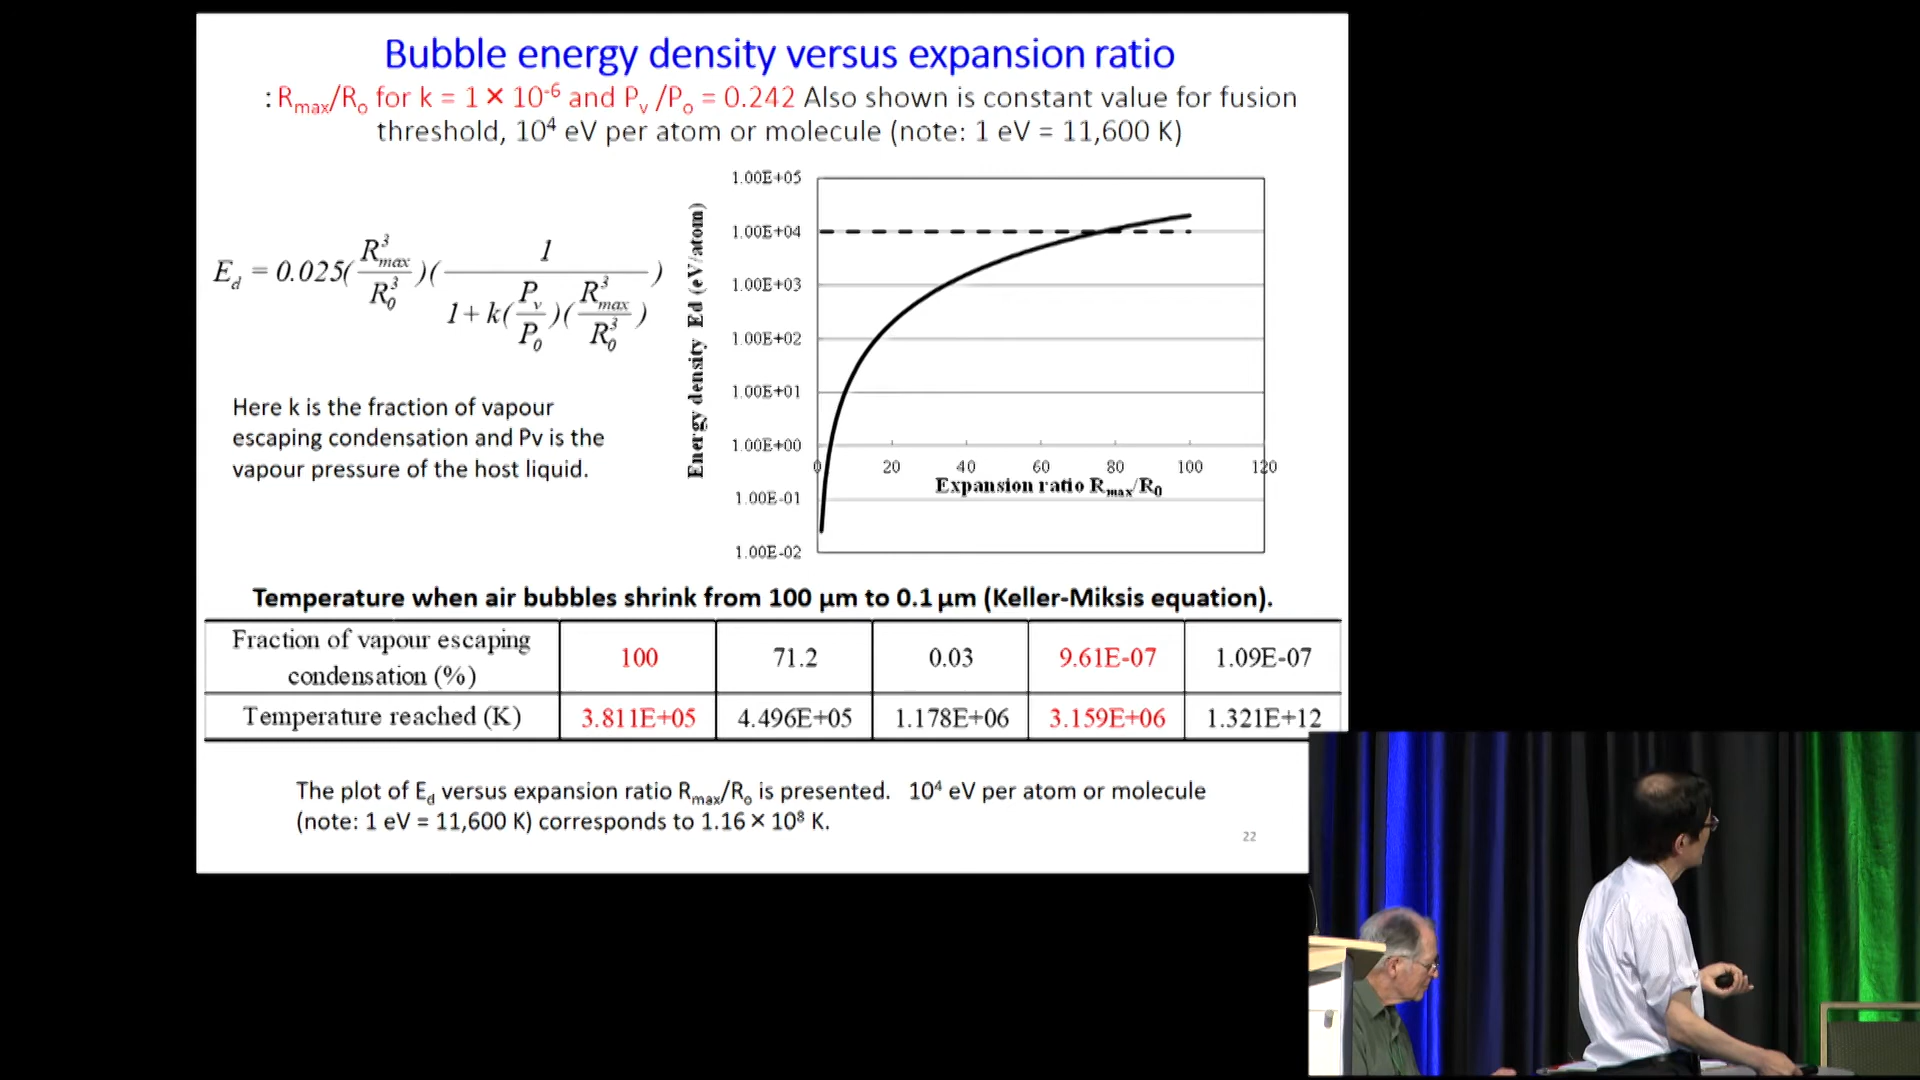 Bubble energy density versus expansion ratio
: Rmax/Ro for k = 1 × 10-6 and Pv /Po = 0.242 Also shown is constant value for fusion
threshold, 10⁴ eV per atom or molecule (note: 1 eV = 11,600 K)
Ed = 0.025(R³max/R³0)(1/(1+k(Pv/P0)(R³max/R³0)))
Here k is the fraction of vapour
escaping condensation and Pv is the
vapour pressure of the host liquid.
Energy density Ed (eV/atom)
1.00E+05
1.00E+04
1.00E+03
1.00E+02
1.00E+01
1.00E+00
1.00E-01
1.00E-02
0 20 40 60 80 100 120
Expansion ratio Rmax/R0
Temperature when air bubbles shrink from 100 µm to 0.1 µm (Keller-Miksis equation).
Fraction of vapour escaping
condensation (%) 100 71.2 0.03 9.61E-07 1.09E-07
Temperature reached (K) 3.811E+05 4.496E+05 1.178E+06 3.159E+06 1.321E+12
The plot of Ed versus expansion ratio Rmax/Ro is presented. 10⁴ eV per atom or molecule
(note: 1 eV = 11,600 K) corresponds to 1.16 × 10⁸ K.
22